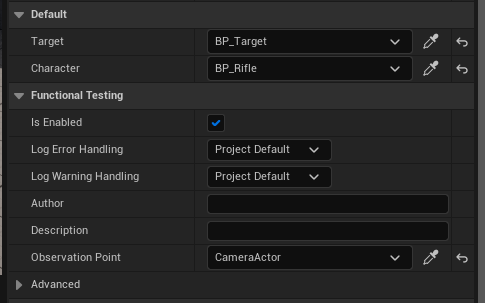 Default
Target BP_Target
Character BP_Rifle
Functional Testing
Is Enabled
Log Error Handling Project Default
Log Warning Handling Project Default
Author
Description
Observation Point CameraActor
Advanced